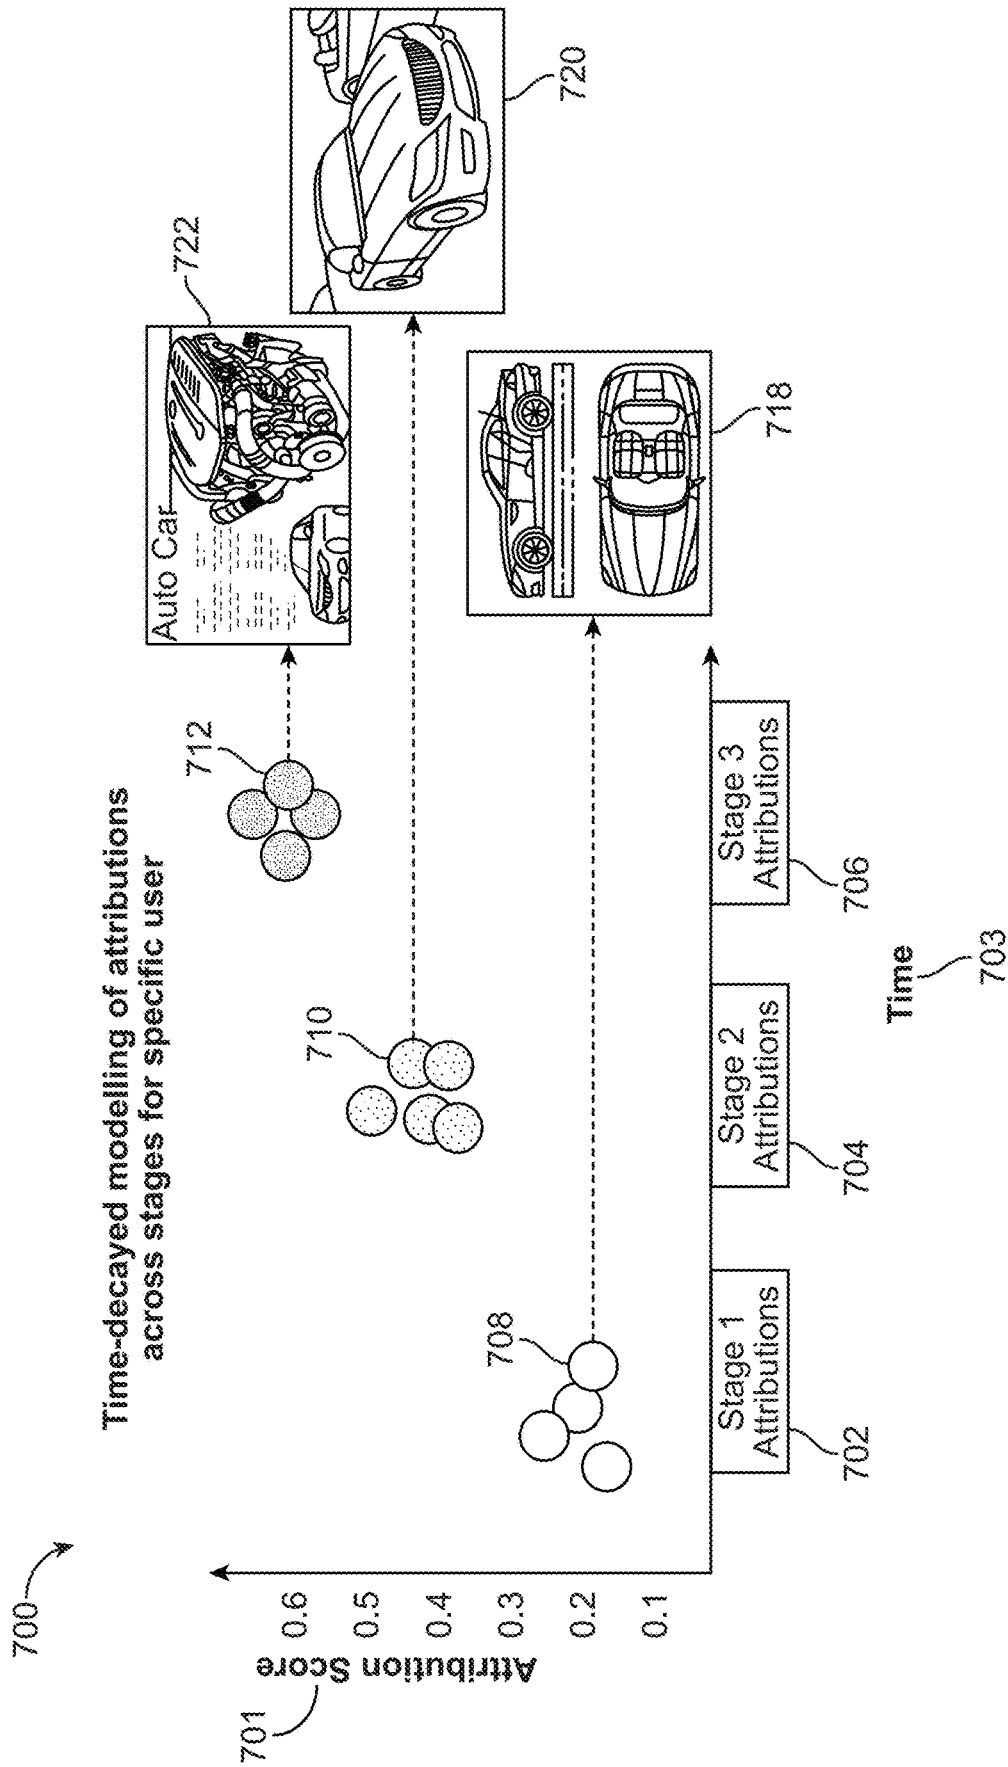 700
Time-decayed modelling of attributions
across stages for specific user
701
Attribution Score
0.6
0.5
0.4
0.3
0.2
0.1
708
710
712
Auto Car
722
720
718
Stage 1
Attributions
702
Stage 2
Attributions
704
Stage 3
Attributions
706
Time
703